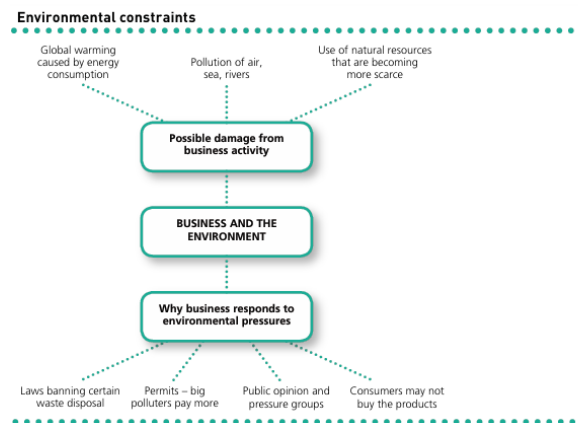 Environmental constraints
Global warming
caused by energy
consumption
Pollution of air,
sea, rivers
Use of natural resources
that are becoming
more scarce
Possible damage from
business activity
BUSINESS AND THE
ENVIRONMENT
Why business responds to
environmental pressures
Laws banning certain
waste disposal
Permits – big
polluters pay more
Public opinion and
pressure groups
Consumers may not
buy the products